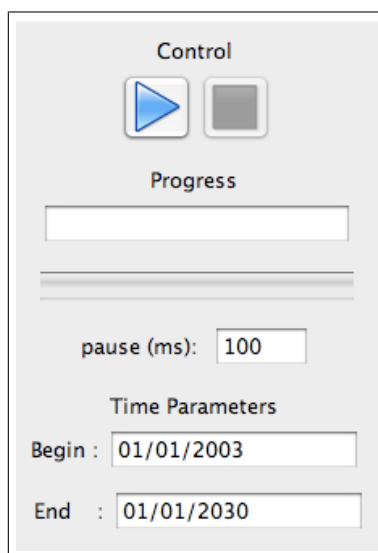 Control
Progress
pause (ms): 100
Time Parameters
Begin : 01/01/2003
End : 01/01/2030